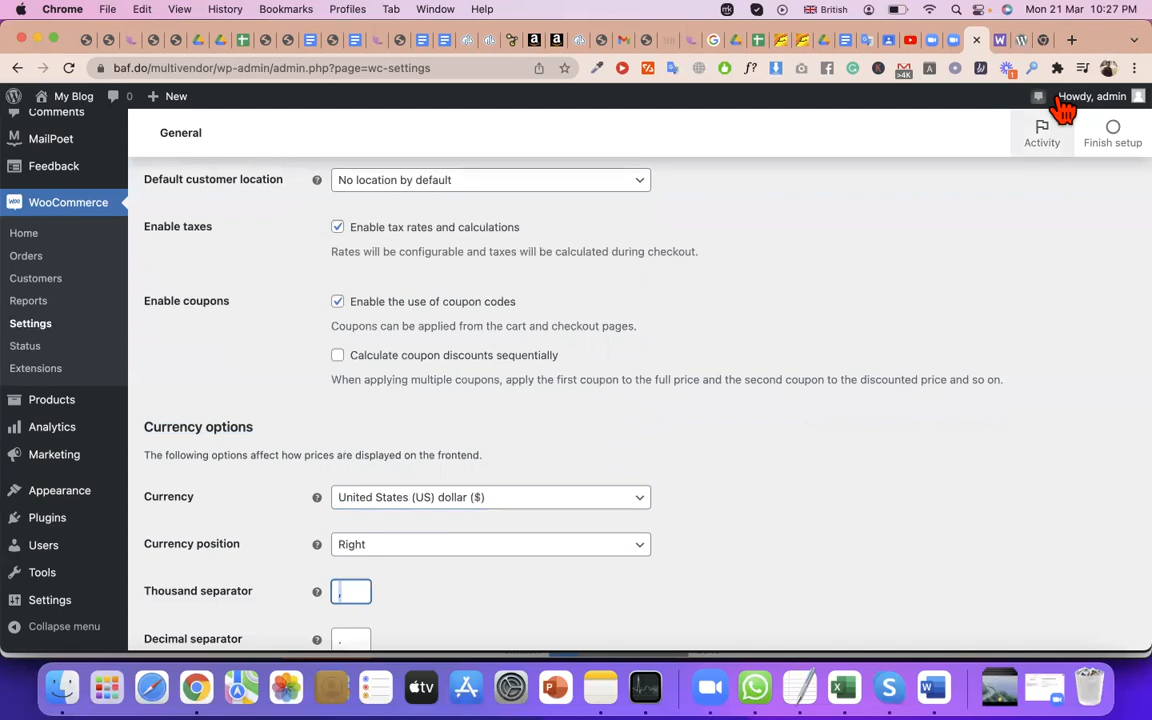 Chrome File Edit View History Bookmarks Profiles Tab Window Help British Mon 21 Mar 10:27 PM
baf.do/multivendor/wp-admin/admin.php?page=wc-settings
My Blog 0 + New Howdy, admin
Comments
MailPoet
Feedback
WooCommerce
Home
Orders
Customers
Reports
Settings
Status
Extensions
Products
Analytics
Marketing
Appearance
Plugins
Users
Tools
Settings
Collapse menu
General
Activity
Finish setup
Default customer location No location by default
Enable taxes Enable tax rates and calculations
Rates will be configurable and taxes will be calculated during checkout.
Enable coupons Enable the use of coupon codes
Coupons can be applied from the cart and checkout pages.
Calculate coupon discounts sequentially
When applying multiple coupons, apply the first coupon to the full price and the second coupon to the discounted price and so on.
Currency options
The following options affect how prices are displayed on the frontend.
Currency United States (US) dollar ($)
Currency position Right
Thousand separator ,
Decimal separator .
tv